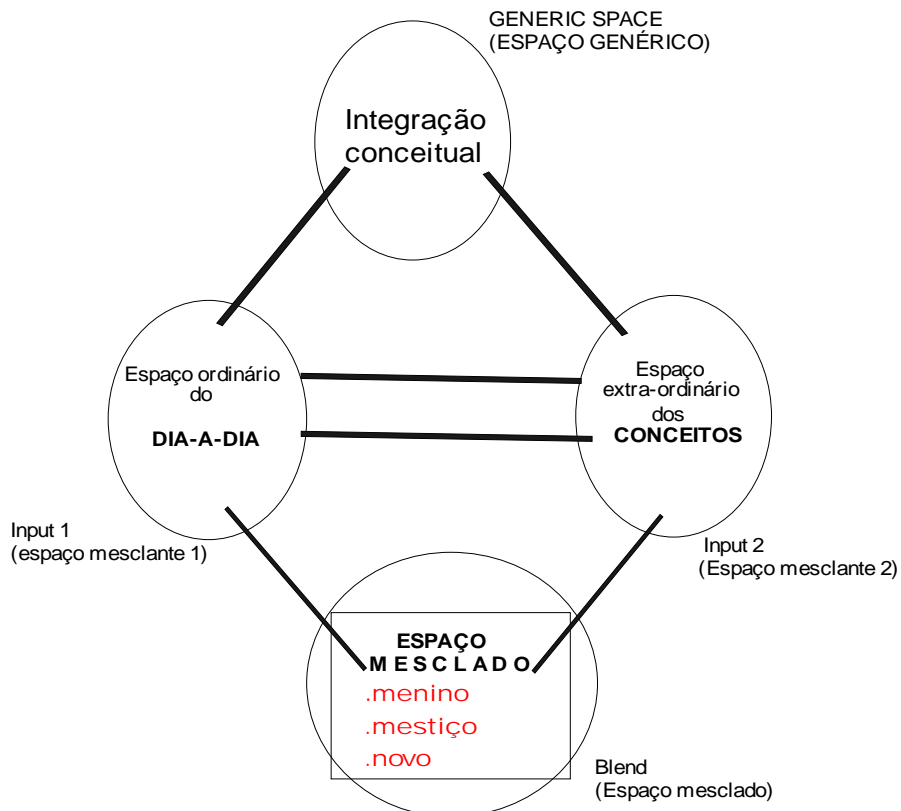 GENERIC SPACE
(ESPAÇO GENÉRICO)
Integração
conceitual
Espaço ordinário
do
DIA-A-DIA
Espaço
extra-ordinário
dos
CONCEITOS
Input 1
(espaço mesclante 1)
Input 2
(Espaço mesclante 2)
ESPAÇO
MESCLADO
.menino
.mestiço
.novo
Blend
(Espaço mesclado)